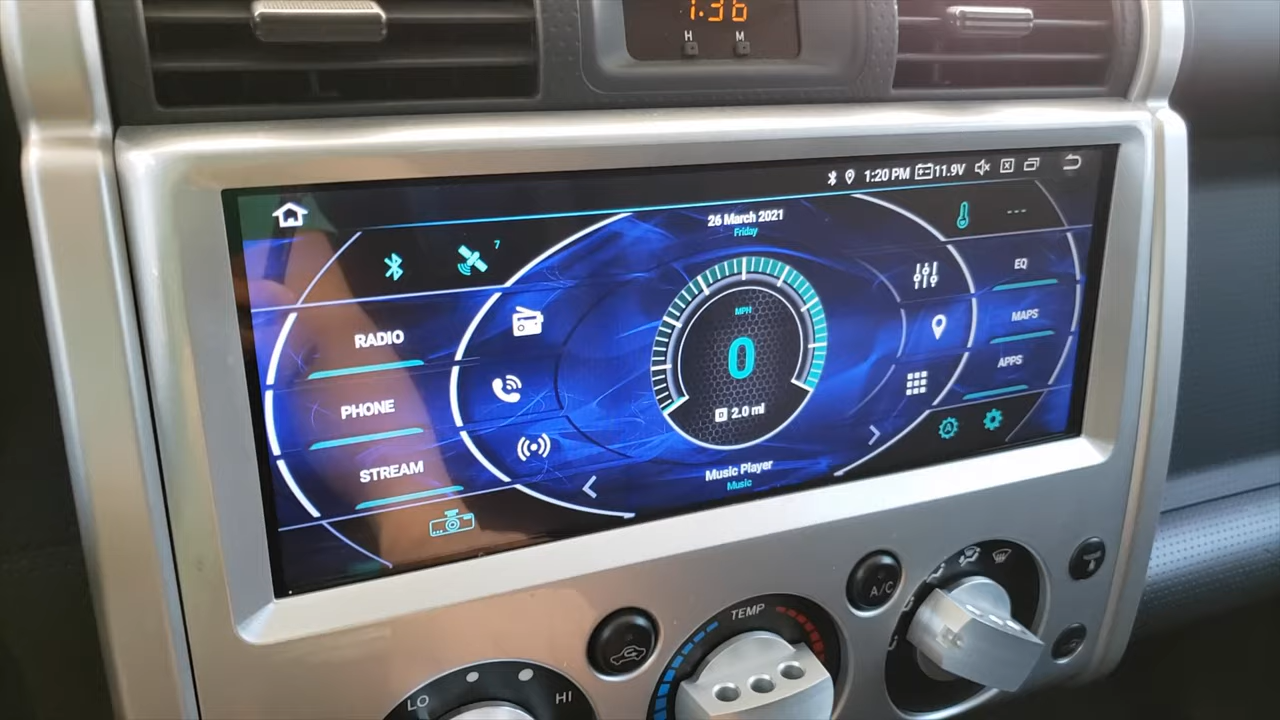 1:36
H M
1:20 PM 11.9V
26 March 2021
Friday
7
---
RADIO
PHONE
STREAM
MPH
0
D 2.0 ml
Music Player
Music
EQ
MAPS
APPS
A
A/C
TEMP
LO HI